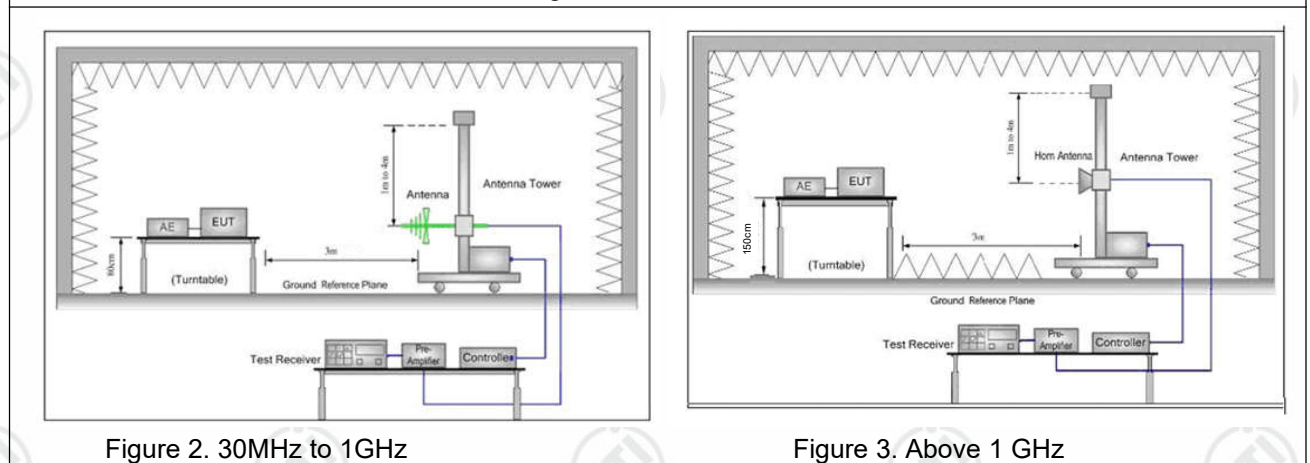 1m to 4m
Antenna
Antenna Tower
AE
EUT
80cm
(Turntable)
3m
Ground Reference Plane
Test Receiver
Pre-
Amplifier
Controller
Figure 2. 30MHz to 1GHz
1m to 4m
Horn Antenna
Antenna Tower
AE
EUT
150cm
(Turntable)
3m
Ground Reference Plane
Test Receiver
Pre-
Amplifier
Controller
Figure 3. Above 1 GHz